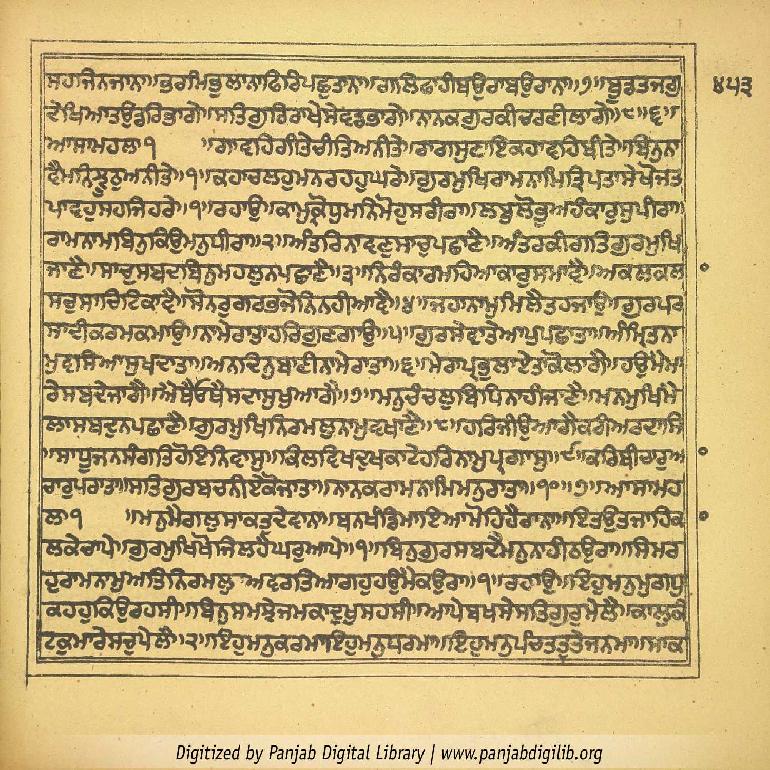 ਸਹਜਿਨਜਾਨਾ॥ਭਰਮਿਭੁਲਾਨਾਫਿਰਿਪਛੁਤਾਨਾ॥ਗਲਿਫਾਹੀਬਉਰਾਬਉਰਾਨਾ॥੭॥ਬੂਡਤਜਗੁ
੪੫੩
ਦੇਖਿਆਤਉਡਰਿਭਾਗੇ॥ਸਤਿਗੁਰਿਰਾਖੇਸੇਵਡਭਾਗੇ॥ਨਾਨਕਗੁਰਕੀਚਰਣੀਲਾਗੇ॥੮॥੬॥
ਆਸਾਮਹਲਾ੧ ॥ਗਾਵਹਿਗੀਤੇਚੀਤਿਅਨੀਤੇ॥ਰਾਗਸੁਣਾਇਕਹਾਵਹਿਬੀਤੇ॥ਬਿਨੁਨਾ
ਵੈਮਨਿਝੂਠੁਅਨੀਤੇ॥੧॥ਕਹਾਚਲਹੁਮਨਰਹਹੁਘਰੇ॥ਗੁਰਮੁਖਿਰਾਮਨਾਮਿਤ੍ਰਿਪਤਾਸੇਖੋਜਤ
ਪਾਵਹੁਸਹਜਿਹਰੇ॥੧॥ਰਹਾਉ॥ਕਾਮੁਕ੍ਰੋਧੁਮਨਿਮੋਹੁਸਰੀਰਾ॥ਲਬੁਲੋਭੁਅਹੰਕਾਰੁਸੁਪੀਰਾ॥
ਰਾਮਨਾਮਬਿਨੁਕਿਉਮਨੁਧੀਰਾ॥੨॥ਅੰਤਰਿਨਾਵਣੁਸਾਚੁਪਛਾਣੈ॥ਅੰਤਰਕੀਗਤਿਗੁਰਮੁਖਿ
ਜਾਣੈ॥ਸਾਚੁਸਬਦਬਿਨੁਮਹਲੁਨਪਛਾਣੈ॥੩॥ਨਿਰੰਕਾਰਮਹਿਆਕਾਰੁਸਮਾਵੈ॥ਅਕਲਕਲ
ਸਚੁਸਾਚਿਟਿਕਾਵੈ॥ਸੋਨਰੁਗਰਭਜੋਨਿਨਹੀਆਵੈ॥੪॥ਜਹਾਨਾਮੁਮਿਲੈਤਹਜਾਉ॥ਗੁਰਪਰ
ਸਾਦੀਕਰਮਕਮਾਉ॥ਨਾਮੇਰਾਤਾਹਰਿਗੁਣਗਾਉ॥੫॥ਗੁਰਸੇਵਾਤੇਆਪੁਪਛਾਤਾ॥ਅੰਮ੍ਰਿਤਨਾ
ਮੁਵਸਿਆਸੁਖਦਾਤਾ॥ਅਨਦਿਨੁਬਾਣੀਨਾਮੇਰਾਤਾ॥੬॥ਮੇਰਾਪ੍ਰਭੁਲਾਏਤਾਕੋਲਾਗੈ॥ਹਉਮੈਮਾ
ਰੇਸਬਦੇਜਾਗੈ॥ਐਥੈਓਥੈਸਦਾਸੁਖੁਆਗੈ॥੭॥ਮਨੁਚੰਚਲੁਬਿਧਿਨਾਹੀਜਾਣੈ॥ਮਨਮੁਖਿਮੈ
ਲਾਸਬਦੁਨਪਛਾਣੈ॥ਗੁਰਮੁਖਿਨਿਰਮਲੁਨਾਮੁਵਖਾਣੈ॥੮॥ਹਰਿਜੀਉਆਗੈਕਰੀਅਰਦਾਸਿ
॥ਸਾਧੂਜਨਸੰਗਤਿਹੋਇਨਿਵਾਸੁ॥ਕਿਲਵਿਖਦੁਖਕਾਟੇਹਰਿਨਾਮੁਪ੍ਰਗਾਸੁ॥੯॥ਕਰਿਬੀਚਾਰੁਅ
ਚਾਰੁਪਰਾਤਾ॥ਸਤਿਗੁਰਬਚਨੀਏਕੋਜਾਤਾ॥ਨਾਨਕਰਾਮਨਾਮਿਮਨੁਰਾਤਾ॥੧੦॥੭॥ਆਸਾਮਹ
ਲਾ੧ ॥ਮਨੁਮੈਗਲੁਸਾਕਤੁਦੇਵਾਨਾ॥ਬਨਖੰਡਿਮਾਇਆਮੋਹਿਹੈਰਾਨਾ॥ਇਤਉਤਜਾਹਿਕ
ਾਲਕੇਚਾਪੇ॥ਗੁਰਮੁਖਿਖੋਜਿਲਹੈਘਰੁਆਪੇ॥੧॥ਬਿਨੁਗੁਰਸਬਦੈਮਨੁਨਹੀਠਉਰਾ॥ਸਿਮਰ
ਹੁਰਾਮਨਾਮੁਅਤਿਨਿਰਮਲੁ ਅਵਰਤਿਆਗਹੁਹਉਮੈਕਉਰਾ॥੧॥ਰਹਾਉ॥ਇਹੁਮਨੁਮੁਗਧੁ
ਕਹਹੁਕਿਉਰਹਸੀ॥ਬਿਨੁਸਮਝੇਜਮਕਾਦੁਖੁਸਹਸੀ॥ਆਪੇਬਖਸੇਸਤਿਗੁਰੁਮੇਲੈ॥ਕਾਲੁਕੰ
ਟਕੁਮਾਰੇਸਚੁਪੇਲੈ॥੨॥ਇਹੁਮਨੁਕਰਮਾਇਹੁਮਨੁਧਰਮਾ॥ਇਹੁਮਨੁਪੰਚਤਤੁਤੇਜਨਮਾ॥ਸਾਕ
Digitized by Panjab Digital Library | www.panjabdigilib.org